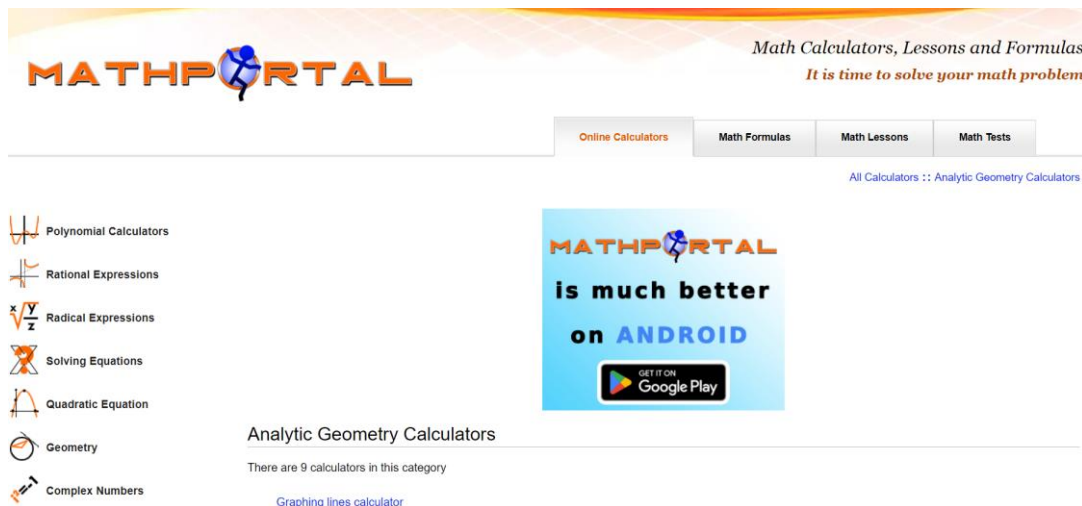 MATHPORTAL
Math Calculators, Lessons and Formulas
It is time to solve your math problem
Online Calculators
Math Formulas
Math Lessons
Math Tests
All Calculators :: Analytic Geometry Calculators
Polynomial Calculators
Rational Expressions
x y z
Radical Expressions
Solving Equations
Quadratic Equation
Geometry
Complex Numbers
MATHPORTAL
is much better
on ANDROID
GET IT ON
Google Play
Analytic Geometry Calculators
There are 9 calculators in this category
Graphing lines calculator